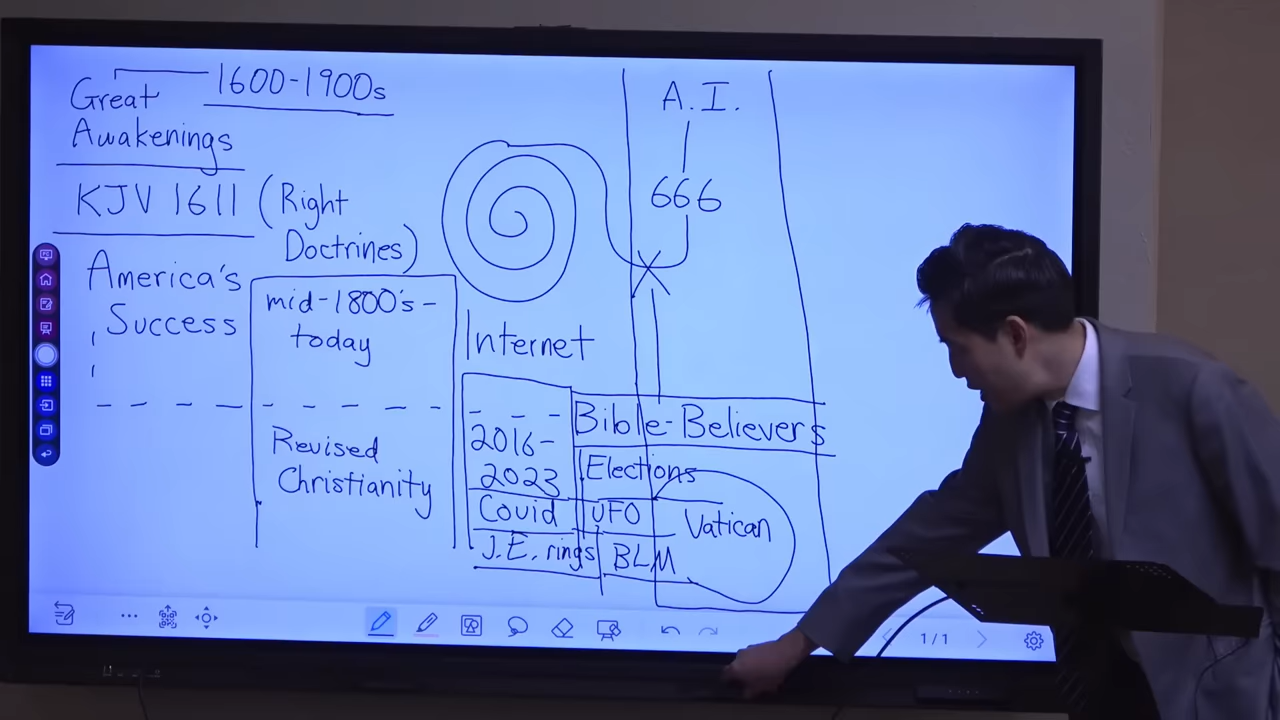 1600-1900s
Great
Awakenings
KJV 1611 (Right
Doctrines)
America's
Success
mid-1800's-
today
Revised
Christianity
Internet
2016-
2023
Covid
J.E. rings
A.I.
666
Bible-Believers
Elections
UFO
BLM
Vatican
1/1